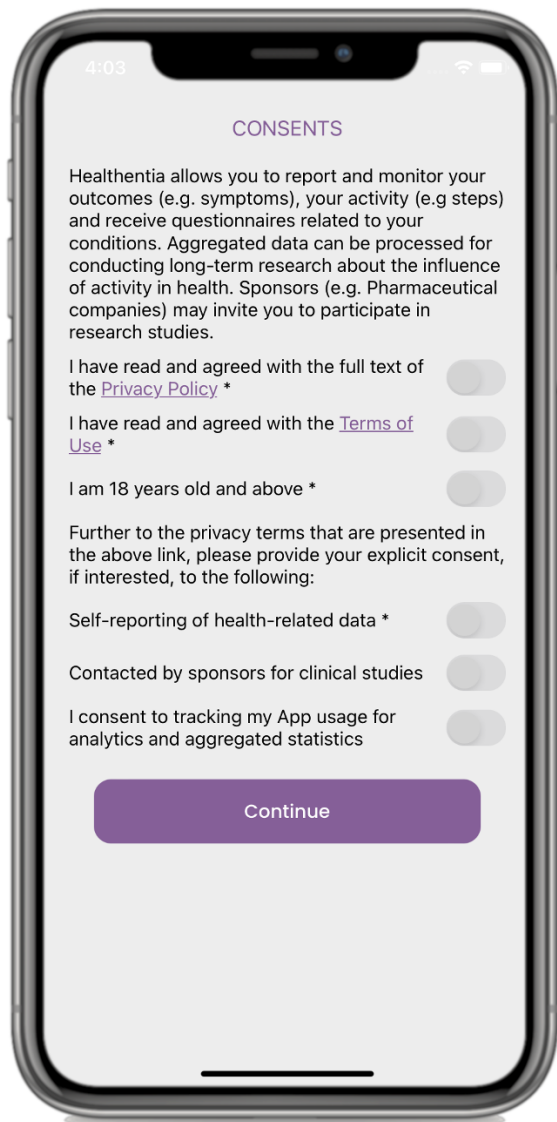 4:03
CONSENTS
Healthentia allows you to report and monitor your
outcomes (e.g. symptoms), your activity (e.g steps)
and receive questionnaires related to your
conditions. Aggregated data can be processed for
conducting long-term research about the influence
of activity in health. Sponsors (e.g. Pharmaceutical
companies) may invite you to participate in
research studies.
I have read and agreed with the full text of
the Privacy Policy *
I have read and agreed with the Terms of
Use *
I am 18 years old and above *
Further to the privacy terms that are presented in
the above link, please provide your explicit consent,
if interested, to the following:
Self-reporting of health-related data *
Contacted by sponsors for clinical studies
I consent to tracking my App usage for
analytics and aggregated statistics
Continue